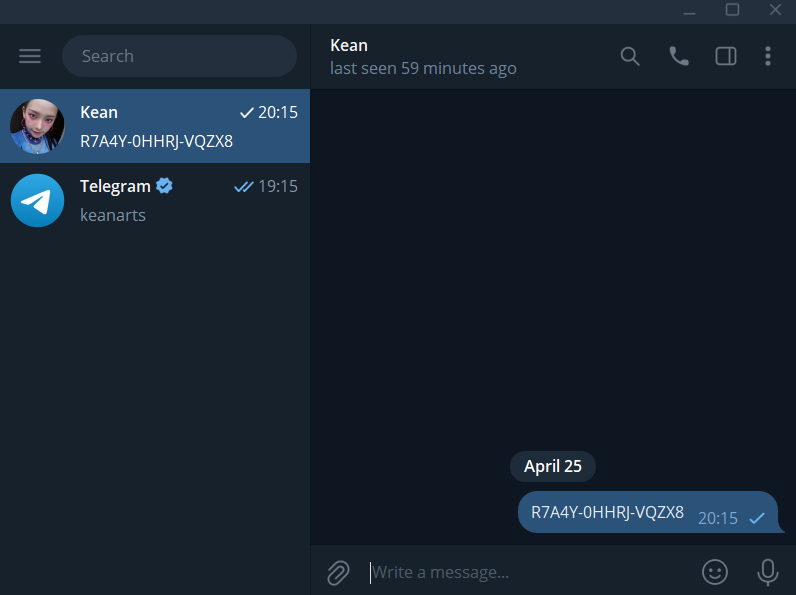 Search
Kean
20:15
R7A4Y-0HHRJ-VQZX8
Telegram
19:15
keanarts
Kean
last seen 59 minutes ago
April 25
R7A4Y-0HHRJ-VQZX8
20:15
Write a message...